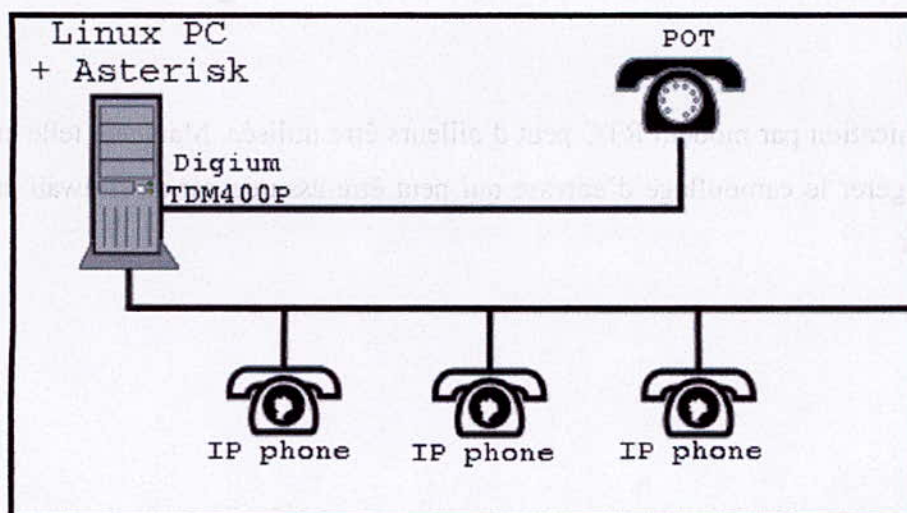 Linux PC
+ Asterisk
POT
Digium
TDM400P
IP phone IP phone IP phone